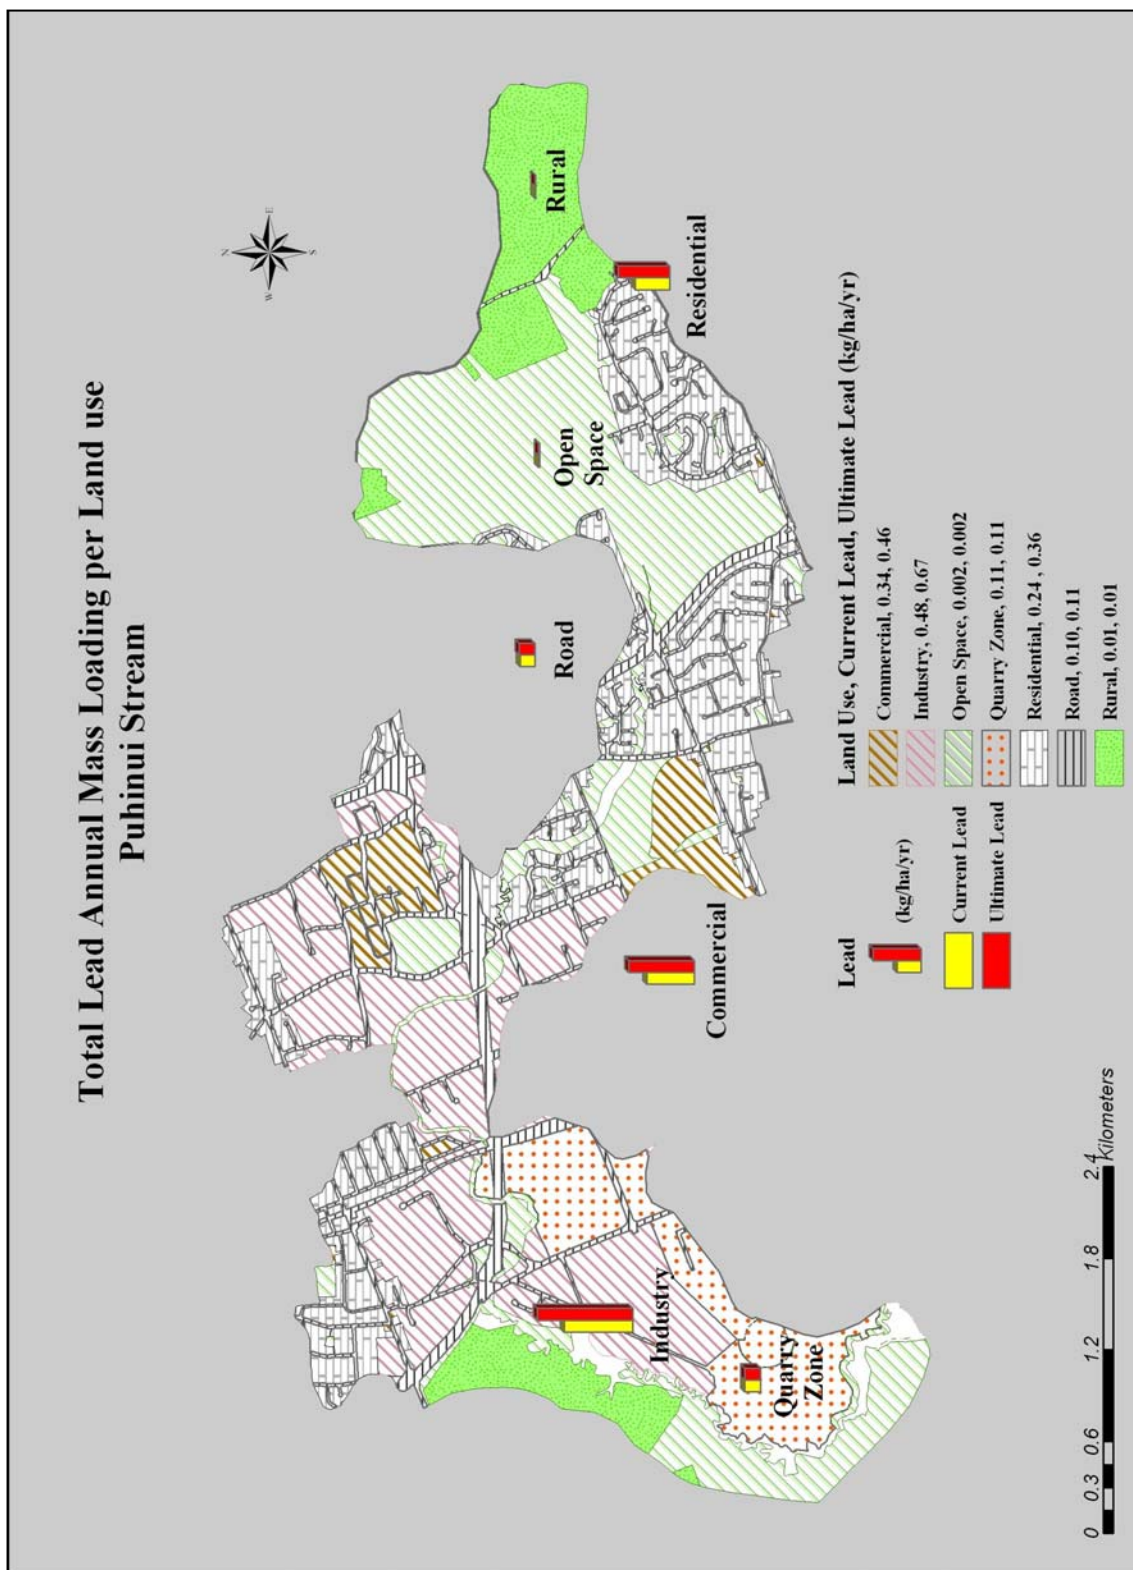 Total Lead Annual Mass Loading per Land use
Puhinui Stream
N
W
E
S
Rural
Open
Space
Residential
Road
Commercial
Industry
Quarry
Zone
Lead
(kg/ha/yr)
Current Lead
Ultimate Lead
Land Use, Current Lead, Ultimate Lead (kg/ha/yr)
Commercial, 0.34, 0.46
Industry, 0.48, 0.67
Open Space, 0.002, 0.002
Quarry Zone, 0.11, 0.11
Residential, 0.24 , 0.36
Road, 0.10, 0.11
Rural, 0.01, 0.01
0 0.3 0.6 1.2 1.8 2.4
Kilometers